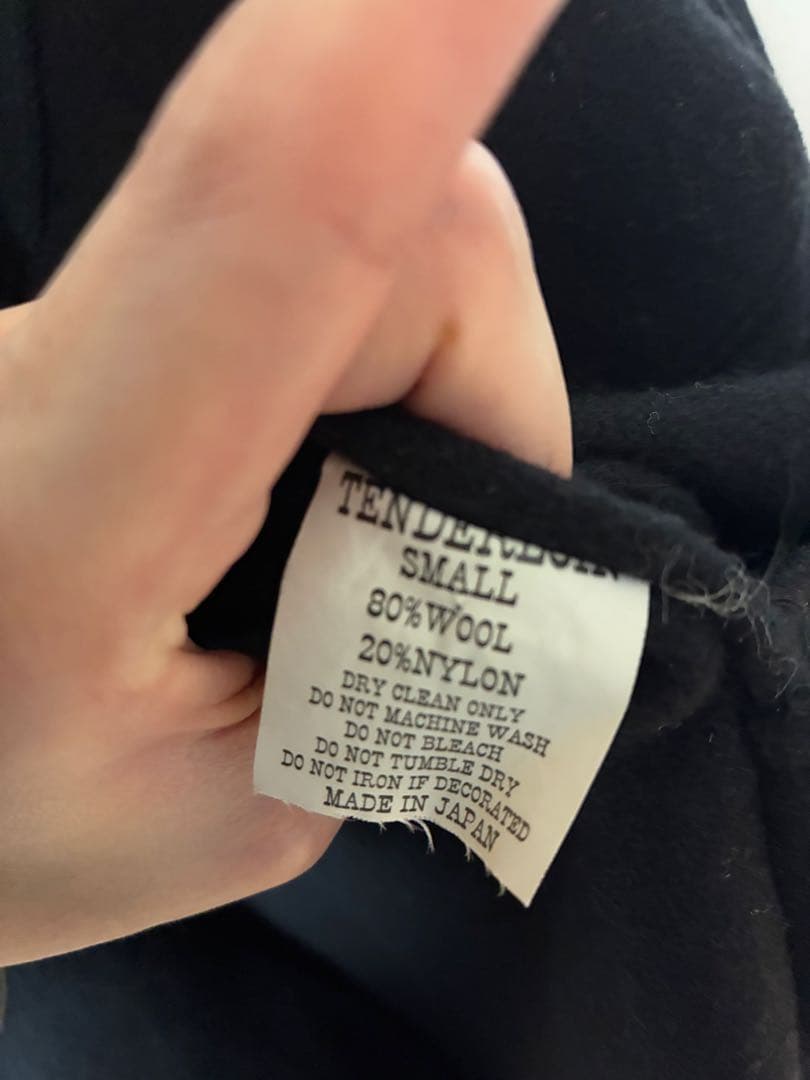 TENDERLOIN
SMALL
80%WOOL
20%NYLON
DRY CLEAN ONLY
DO NOT MACHINE WASH
DO NOT BLEACH
DO NOT TUMBLE DRY
DO NOT IRON IF DECORATED
MADE IN JAPAN